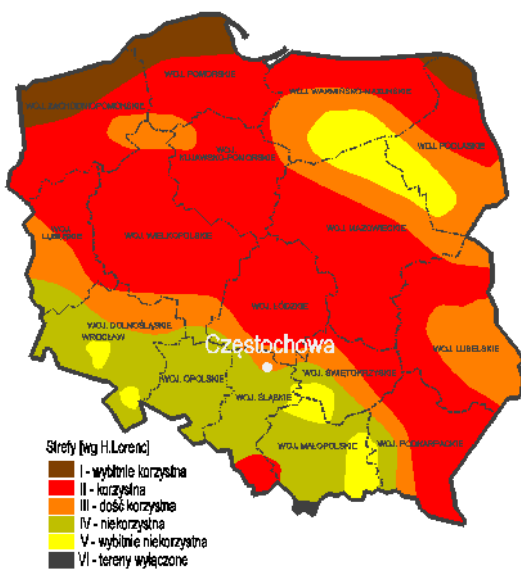 WOJ. POMORSKIE
WOJ. ZACHODNIOPOMORSKIE
WOJ. WARMIŃSKO-MAZURSKIE
WOJ. PODLASKIE
WOJ. KUJAWSKO-POMORSKIE
WOJ. LUBUSKIE
WOJ. WIELKOPOLSKIE
WOJ. MAZOWIECKIE
WOJ. ŁÓDZKIE
WOJ. DOLNOŚLĄSKIE
WROCŁAW
Częstochowa
WOJ. LUBELSKIE
WOJ. OPOLSKIE
WOJ. ŚWIĘTOKRZYSKIE
WOJ. ŚLĄSKIE
WOJ. MAŁOPOLSKIE
WOJ. PODKARPACKIE
Strefy [wg H.Lorenc]
I - wybitnie korzystna
II - korzystna
III - dość korzystna
IV - niekorzystna
V - wybitnie niekorzystna
VI - tereny wyłączone